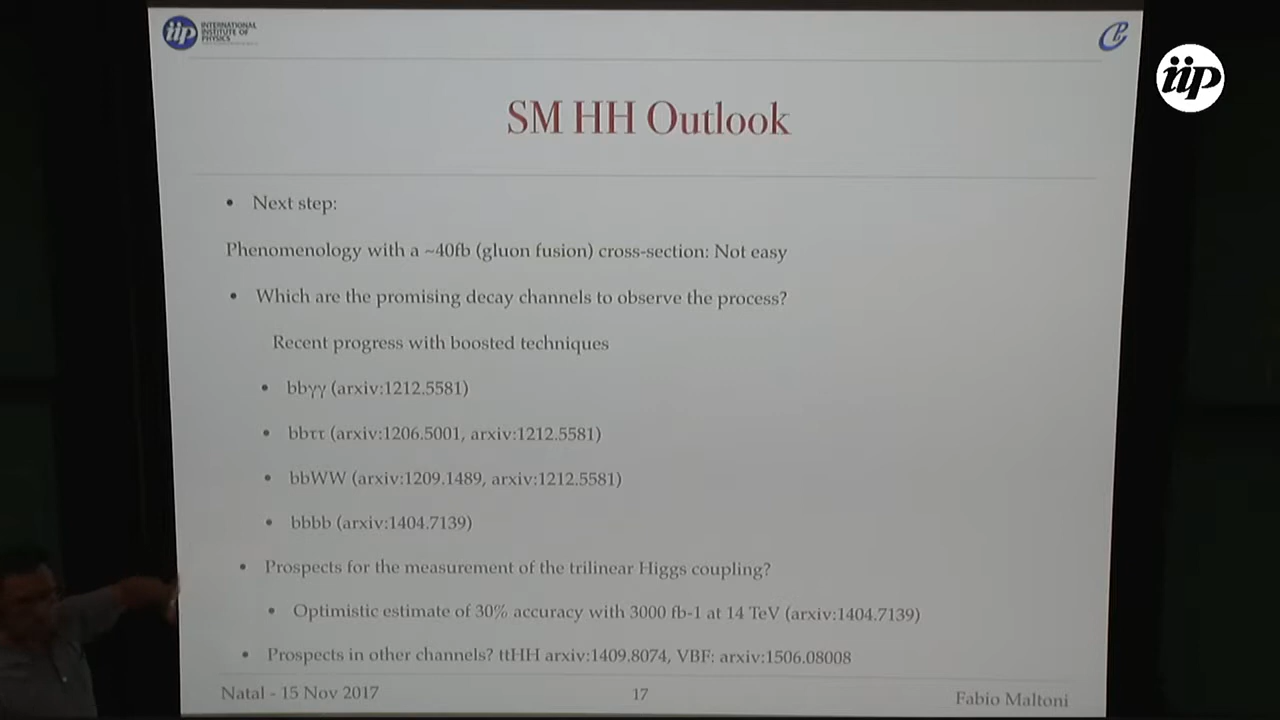 iip
INTERNATIONAL
INSTITUTE OF
PHYSICS
iip
SM HH Outlook
• Next step:
Phenomenology with a ~40fb (gluon fusion) cross-section: Not easy
• Which are the promising decay channels to observe the process?
Recent progress with boosted techniques
• bbγγ (arxiv:1212.5581)
• bbττ (arxiv:1206.5001, arxiv:1212.5581)
• bbWW (arxiv:1209.1489, arxiv:1212.5581)
• bbbb (arxiv:1404.7139)
• Prospects for the measurement of the trilinear Higgs coupling?
• Optimistic estimate of 30% accuracy with 3000 fb-1 at 14 TeV (arxiv:1404.7139)
• Prospects in other channels? ttHH arxiv:1409.8074, VBF: arxiv:1506.08008
Natal - 15 Nov 2017
17
Fabio Maltoni